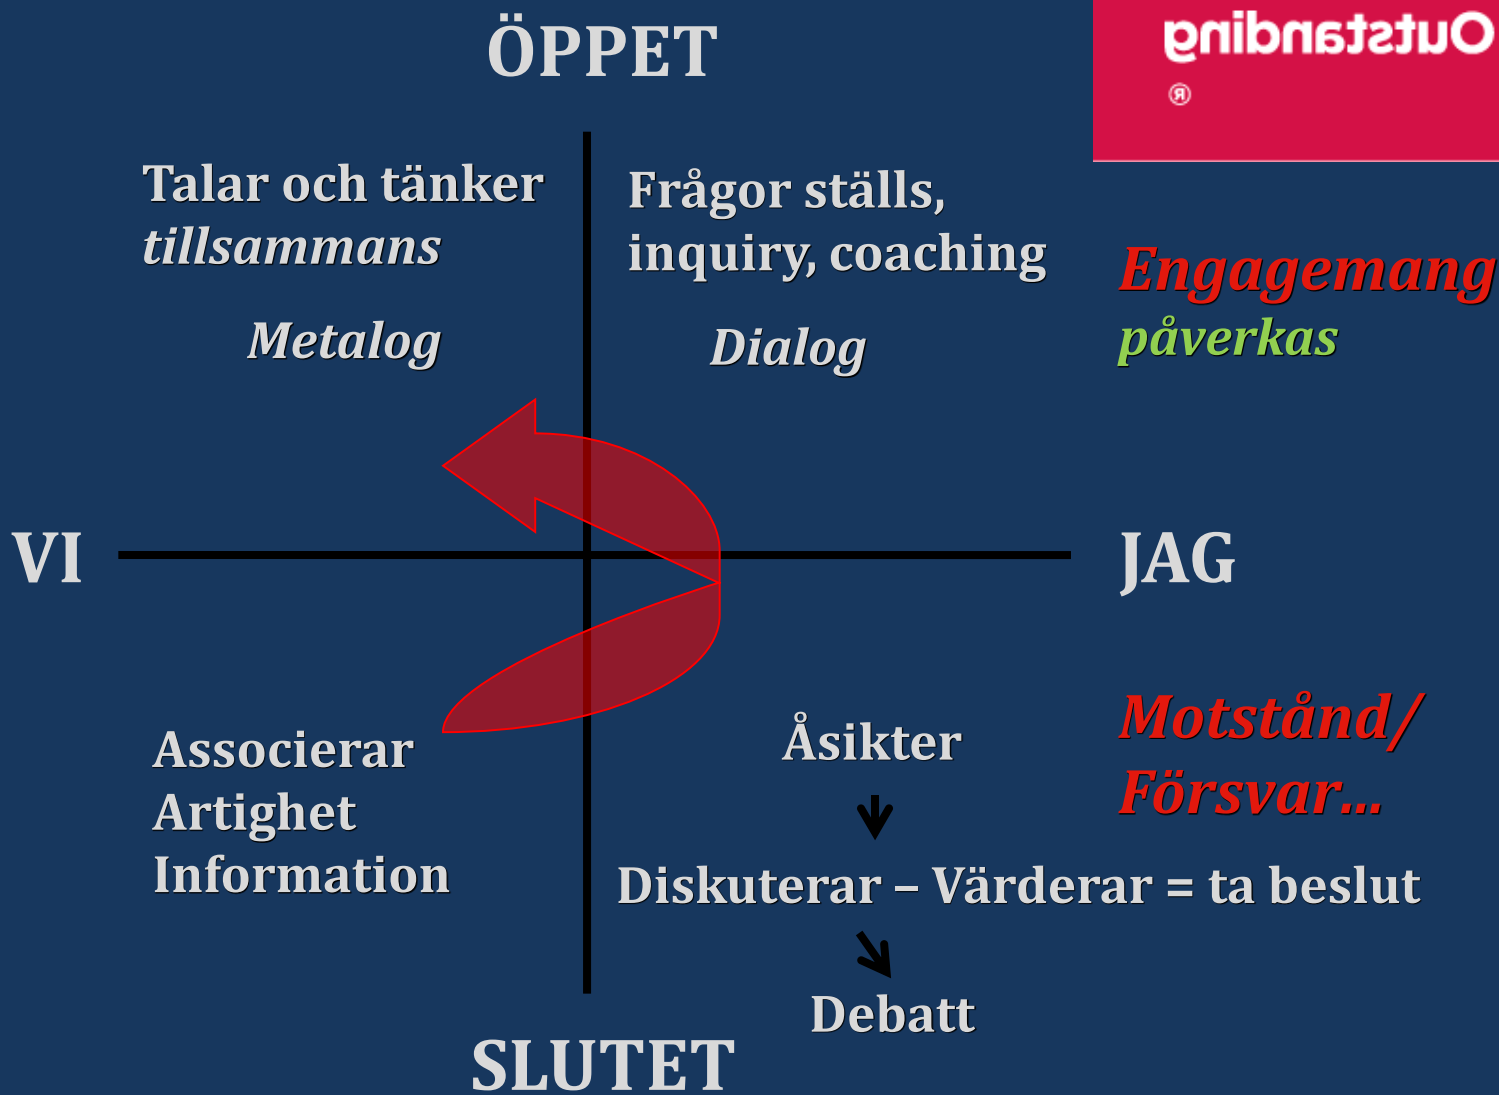 ÖPPET
Outstanding
®
Talar och tänker
tillsammans
Metalog
Frågor ställs,
inquiry, coaching
Dialog
Engagemang
påverkas
VI
JAG
Associerar
Artighet
Information
Åsikter
Motstånd/
Försvar...
Diskuterar – Värderar = ta beslut
Debatt
SLUTET